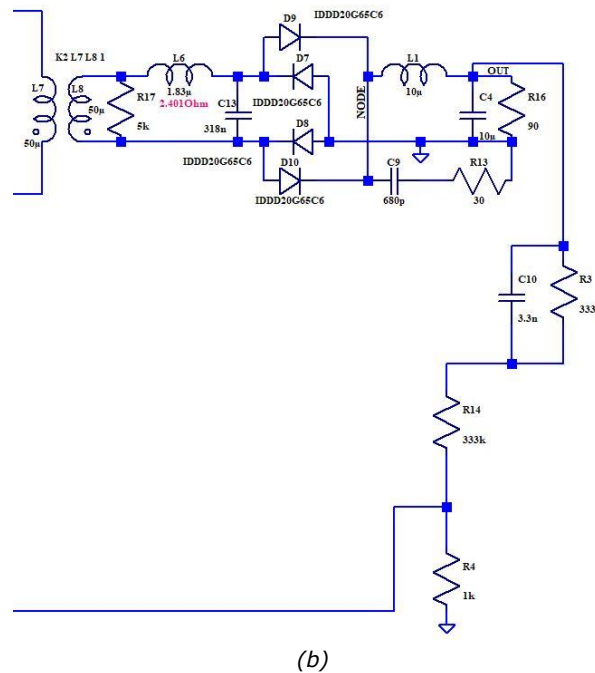 D9
K2 L7 L8 1
L6
IDDD20G65C6
D7
L1
OUT
L7
L8
1.83µ
2.401Ohm
C13
IDDD20G65C6
NODE
10µ
C4
R16
50µ
R17
5k
318n
D8
10n
90
50µ
IDDD20G65C6
D10
C9
R13
IDDD20G65C6
680p
30
C10
R3
3.3n
333
R14
333k
R4
1k
(b)